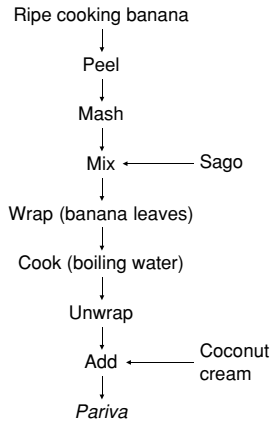 Ripe cooking banana
Peel
Mash
Mix
Sago
Wrap (banana leaves)
Cook (boiling water)
Unwrap
Add
Coconut
cream
Pariva